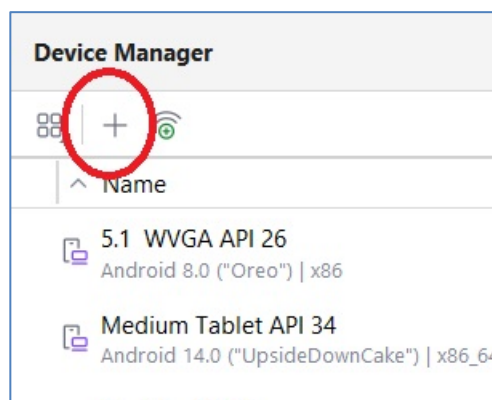 Device Manager
Name
5.1 WVGA API 26
Android 8.0 ("Oreo") | x86
Medium Tablet API 34
Android 14.0 ("UpsideDownCake") | x86_64